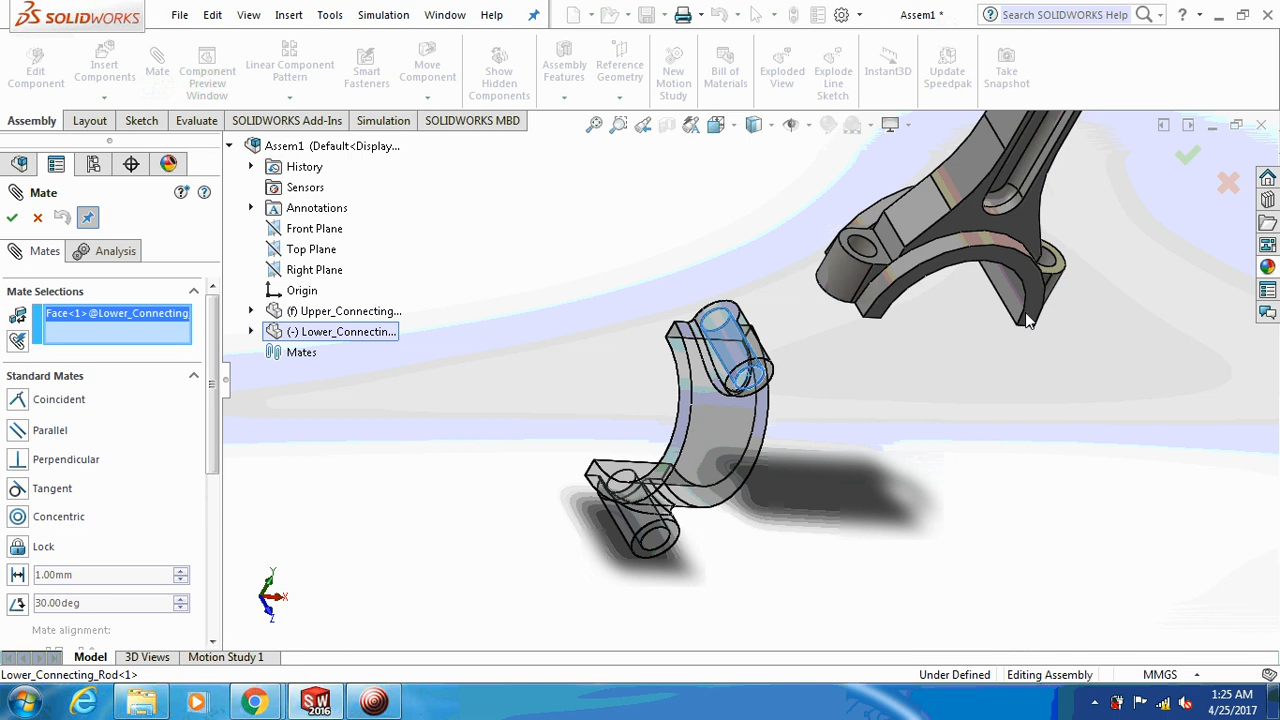 SOLIDWORKS File Edit View Insert Tools Simulation Window Help Assem1 * Search SOLIDWORKS Help ?
Edit Component
Insert Components
Mate
Component Preview Window
Linear Component Pattern
Smart Fasteners
Move Component
Show Hidden Components
Assembly Features
Reference Geometry
New Motion Study
Bill of Materials
Exploded View
Explode Line Sketch
Instant3D
Update Speedpak
Take Snapshot
Assembly Layout Sketch Evaluate SOLIDWORKS Add-Ins Simulation SOLIDWORKS MBD
Assem1 (Default<Display...
History
Sensors
Annotations
Front Plane
Top Plane
Right Plane
Origin
(f) Upper_Connecting...
(-) Lower_Connectin...
Mates
Mate
Mates Analysis
Mate Selections
Face<1>@Lower_Connecting
Standard Mates
Coincident
Parallel
Perpendicular
Tangent
Concentric
Lock
1.00mm
30.00deg
Mate alignment:
Y
X
Z
Model 3D Views Motion Study 1
Lower_Connecting_Rod<1> Under Defined Editing Assembly MMGS
SW 2016
1:25 AM
4/25/2017